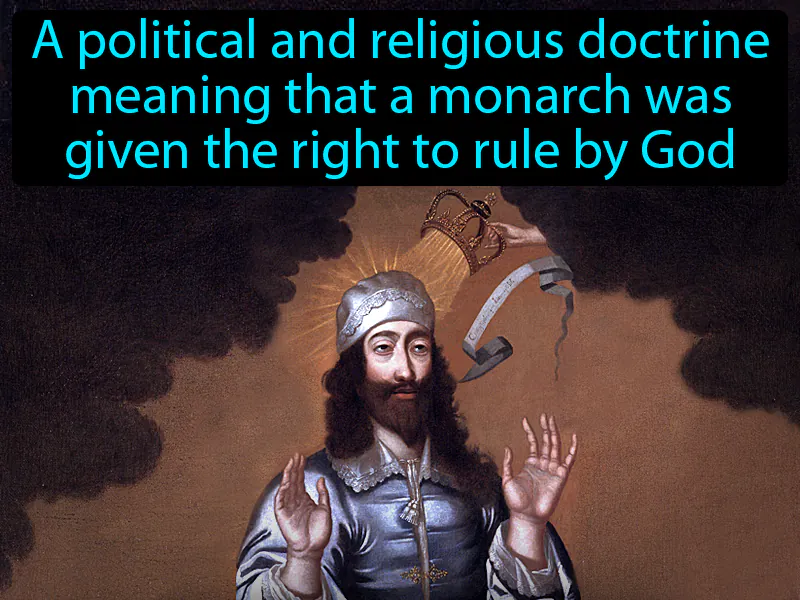 A political and religious doctrine
meaning that a monarch was
given the right to rule by God